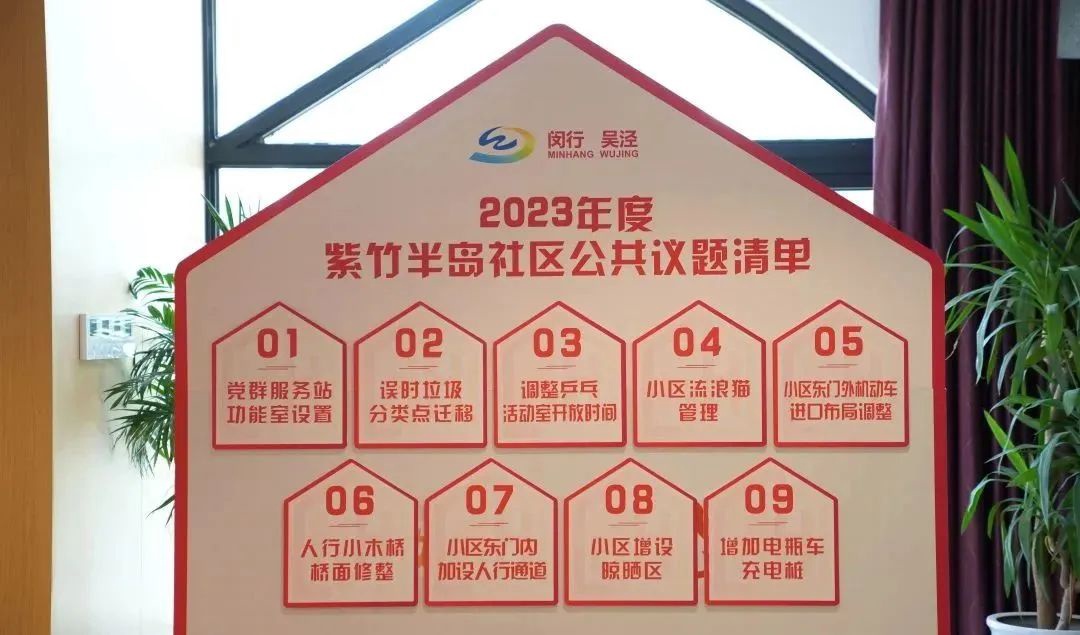 闵行 吴泾
MINHANG WUJING
2023年度
紫竹半岛社区公共议题清单
01
党群服务站
功能室设置
02
误时垃圾
分类点迁移
03
调整乒乓
活动室开放时间
04
小区流浪猫
管理
05
小区东门外机动车
进口布局调整
06
人行小木桥
桥面修整
07
小区东门内
加设人行通道
08
小区增设
晾晒区
09
增加电瓶车
充电桩